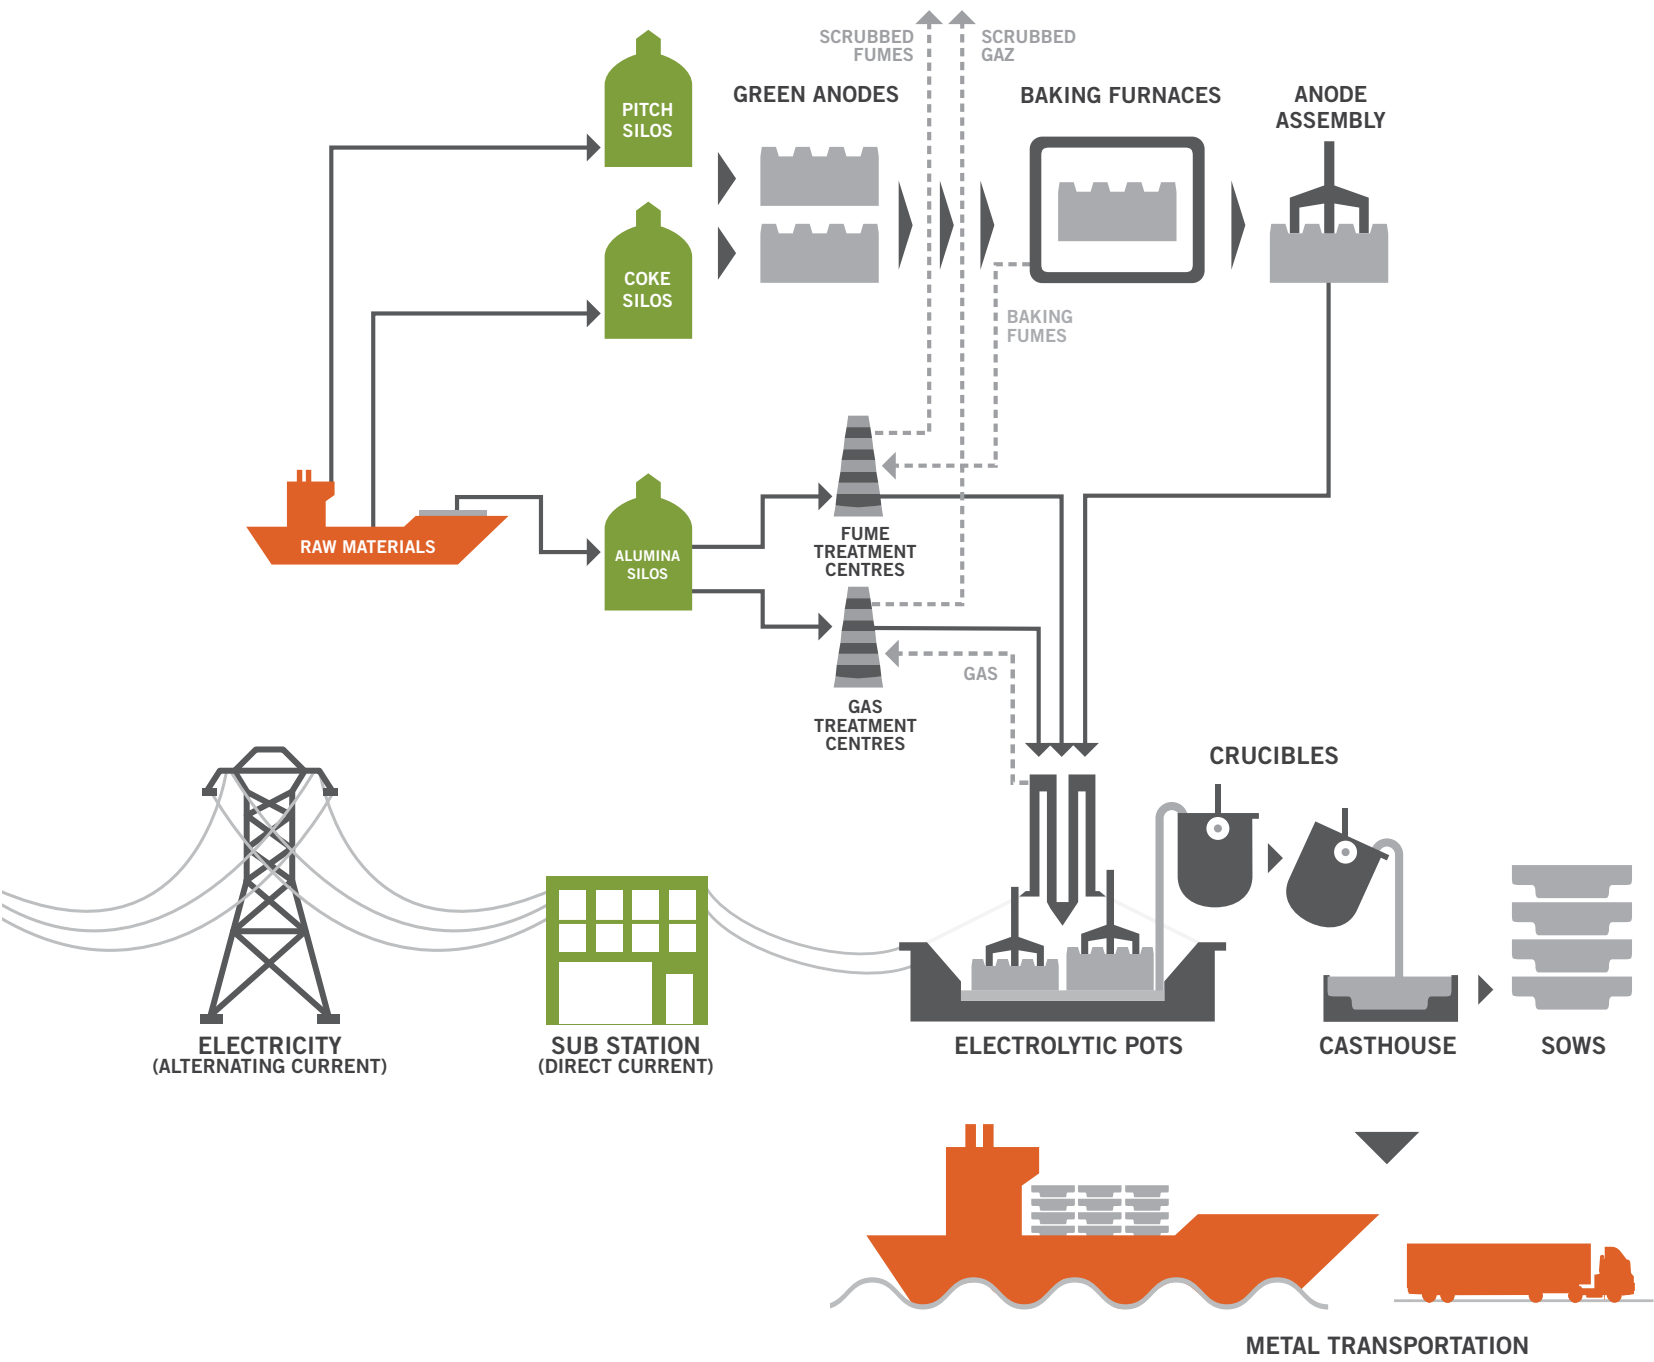 SCRUBBED
FUMES
SCRUBBED
GAZ
PITCH
SILOS
GREEN ANODES
BAKING FURNACES
ANODE
ASSEMBLY
COKE
SILOS
BAKING
FUMES
RAW MATERIALS
ALUMINA
SILOS
FUME
TREATMENT
CENTRES
GAS
GAS
TREATMENT
CENTRES
CRUCIBLES
ELECTRICITY
(ALTERNATING CURRENT)
SUB STATION
(DIRECT CURRENT)
ELECTROLYTIC POTS
CASTHOUSE
SOWS
METAL TRANSPORTATION